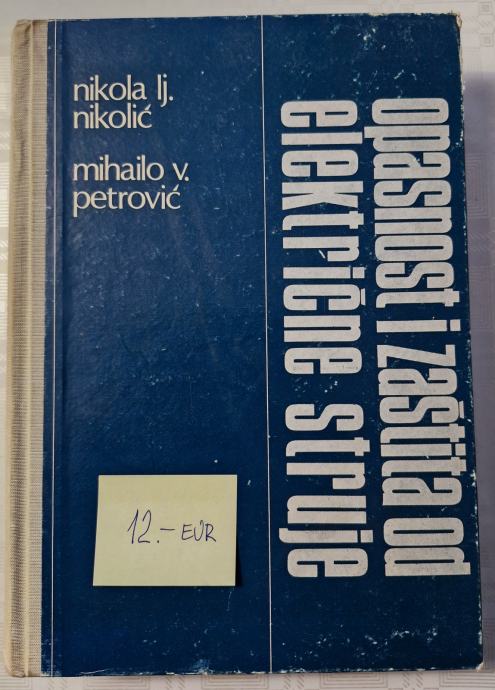 nikola lj.
nikolić
mihailo v.
petrović
opasnost i zaštita od
električne struje
12.- EUR